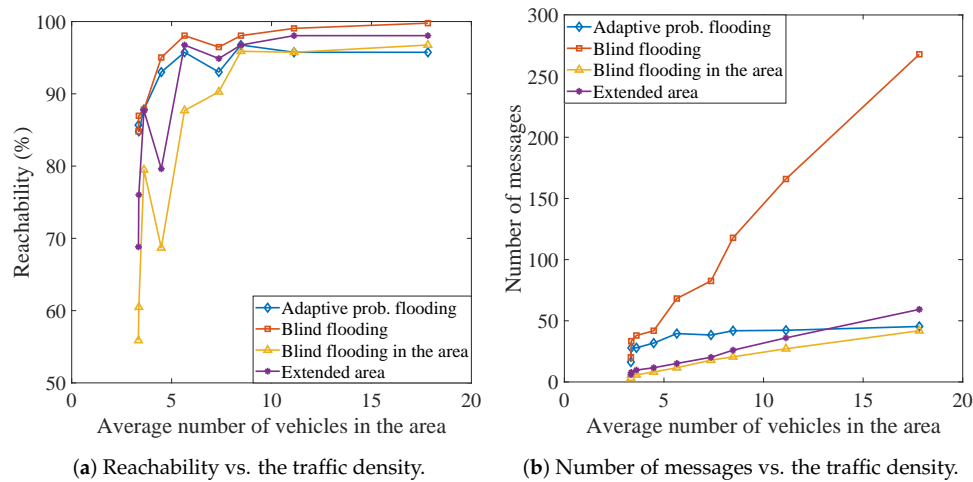 100
90
80
70
60
50
0
5
10
15
20
Reachability (%)
Average number of vehicles in the area
Adaptive prob. flooding
Blind flooding
Blind flooding in the area
Extended area
(a) Reachability vs. the traffic density.
300
250
200
150
100
50
0
0
5
10
15
20
Number of messages
Average number of vehicles in the area
Adaptive prob. flooding
Blind flooding
Blind flooding in the area
Extended area
(b) Number of messages vs. the traffic density.